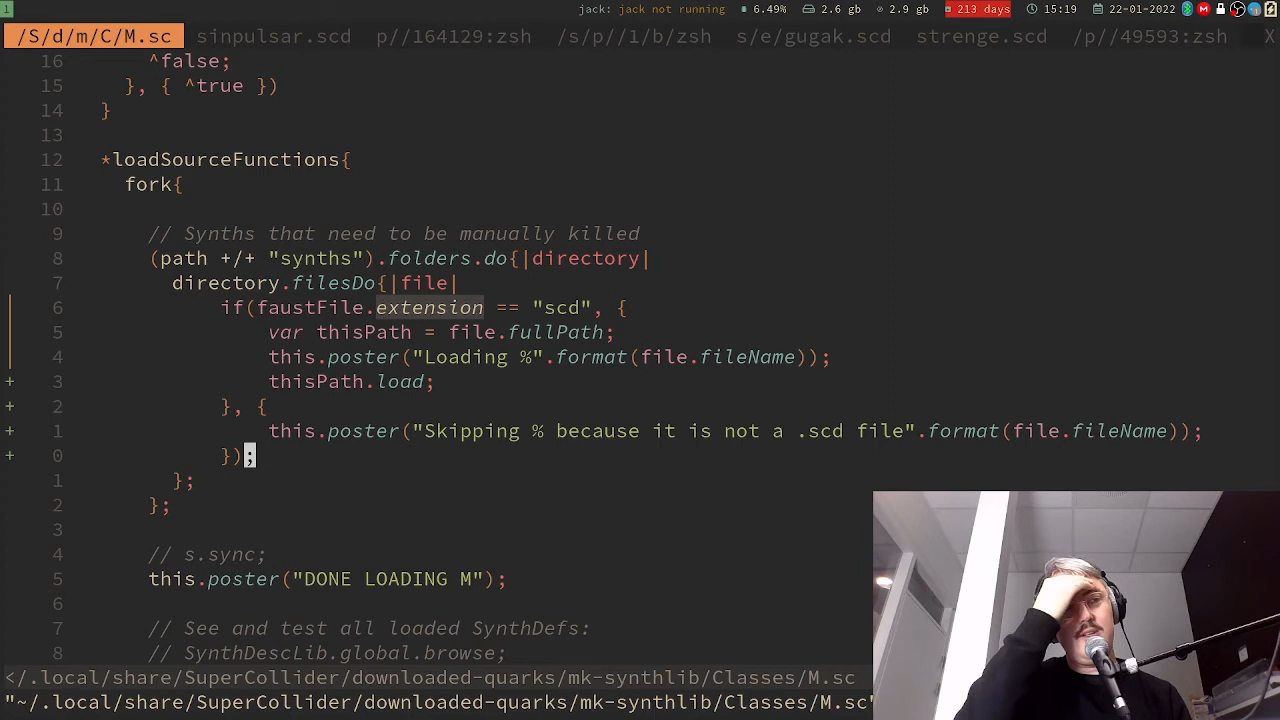 1 jack: jack not running 6.49% 2.6 gb 2.9 gb 213 days 15:19 22-01-2022
/S/d/m/C/M.sc sinpulsar.scd p//164129:zsh /s/p//1/b/zsh s/e/gugak.scd strenge.scd /p//49593:zsh X
16 ^false;
15 }, { ^true })
14 }
13
12 *loadSourceFunctions{
11 fork{
10
9 // Synths that need to be manually killed
8 (path +/+ "synths").folders.do{|directory|
7 directory.filesDo{|file|
6 if(faustFile.extension == "scd", {
5 var thisPath = file.fullPath;
4 this.poster("Loading %".format(file.fileName));
+ 3 thisPath.load;
+ 2 }, {
+ 1 this.poster("Skipping % because it is not a .scd file".format(file.fileName));
+ 0 });
1 };
2 };
3
4 // s.sync;
5 this.poster("DONE LOADING M");
6
7 // See and test all loaded SynthDefs:
8 // SynthDescLib.global.browse;
</.local/share/SuperCollider/downloaded-quarks/mk-synthlib/Classes/M.sc
"~/.local/share/SuperCollider/downloaded-quarks/mk-synthlib/Classes/M.sc"